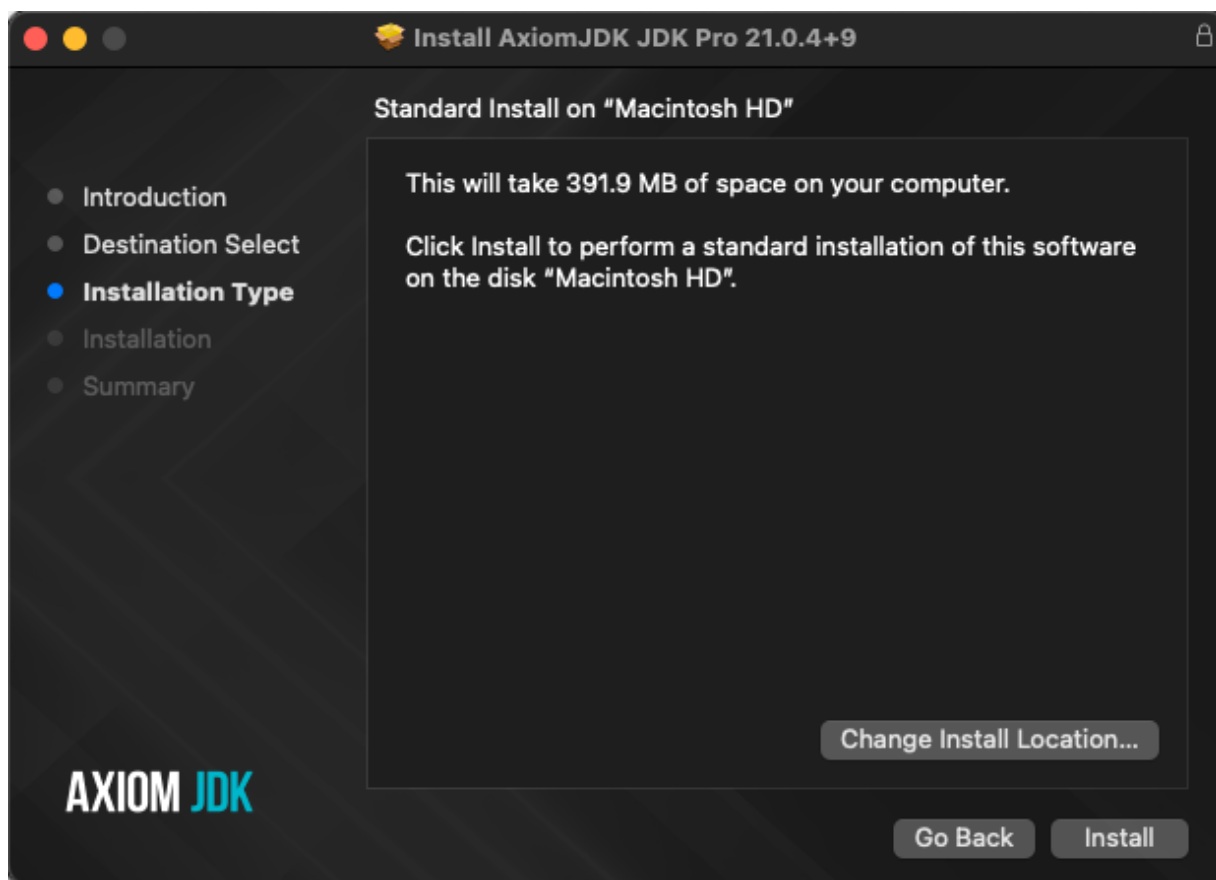 Install AxiomJDK JDK Pro 21.0.4+9
Standard Install on “Macintosh HD”
Introduction
Destination Select
Installation Type
Installation
Summary
This will take 391.9 MB of space on your computer.
Click Install to perform a standard installation of this software
on the disk “Macintosh HD”.
Change Install Location...
AXIOM JDK
Go Back
Install